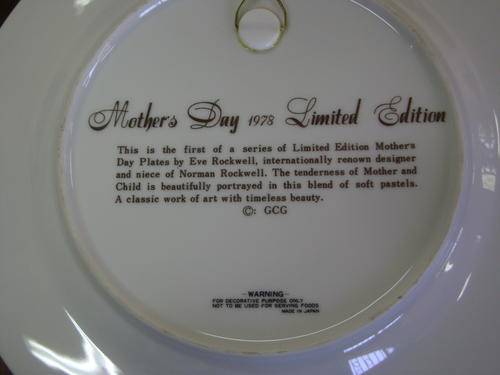 Mother's Day 1978 Limited Edition
This is the first of a series of Limited Edition Mother's
Day Plates by Eve Rockwell, internationally renown designer
and niece of Norman Rockwell. The tenderness of Mother and
Child is beautifully portrayed in this blend of soft pastels.
A classic work of art with timeless beauty.
©: GCG
-WARNING-
FOR DECORATIVE PURPOSE ONLY
NOT TO BE USED FOR SERVING FOODS
MADE IN JAPAN